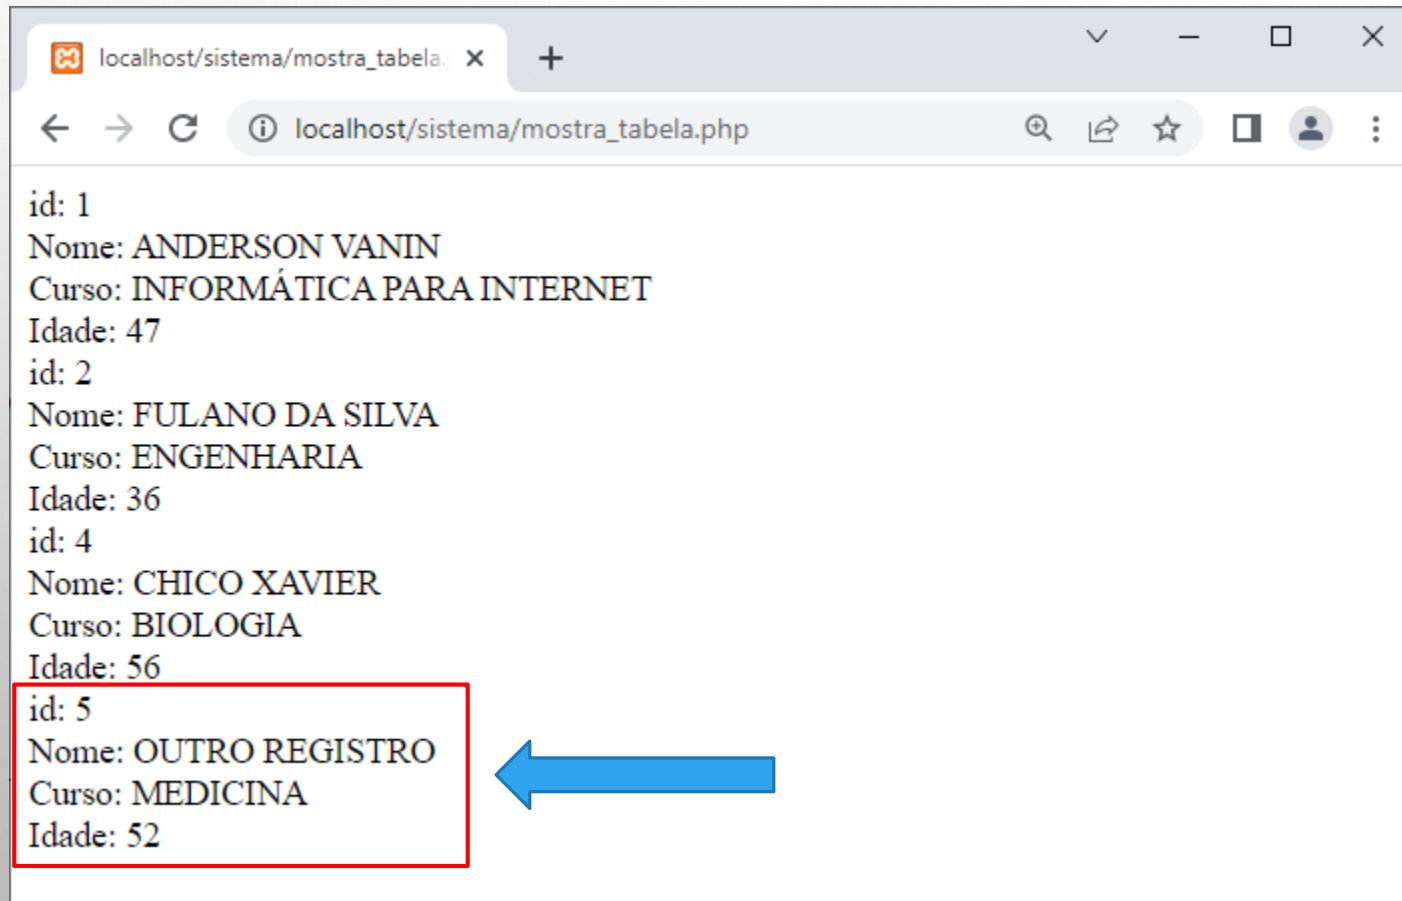 localhost/sistema/mostra_tabela.
localhost/sistema/mostra_tabela.php
id: 1
Nome: ANDERSON VANIN
Curso: INFORMÁTICA PARA INTERNET
Idade: 47
id: 2
Nome: FULANO DA SILVA
Curso: ENGENHARIA
Idade: 36
id: 4
Nome: CHICO XAVIER
Curso: BIOLOGIA
Idade: 56
id: 5
Nome: OUTRO REGISTRO
Curso: MEDICINA
Idade: 52